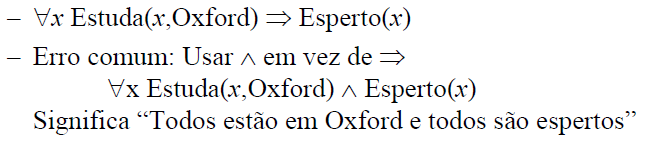 – ∀x Estuda(x,Oxford) ⇒ Esperto(x)
– Erro comum: Usar ∧ em vez de ⇒
∀x Estuda(x,Oxford) ∧ Esperto(x)
Significa “Todos estão em Oxford e todos são espertos”